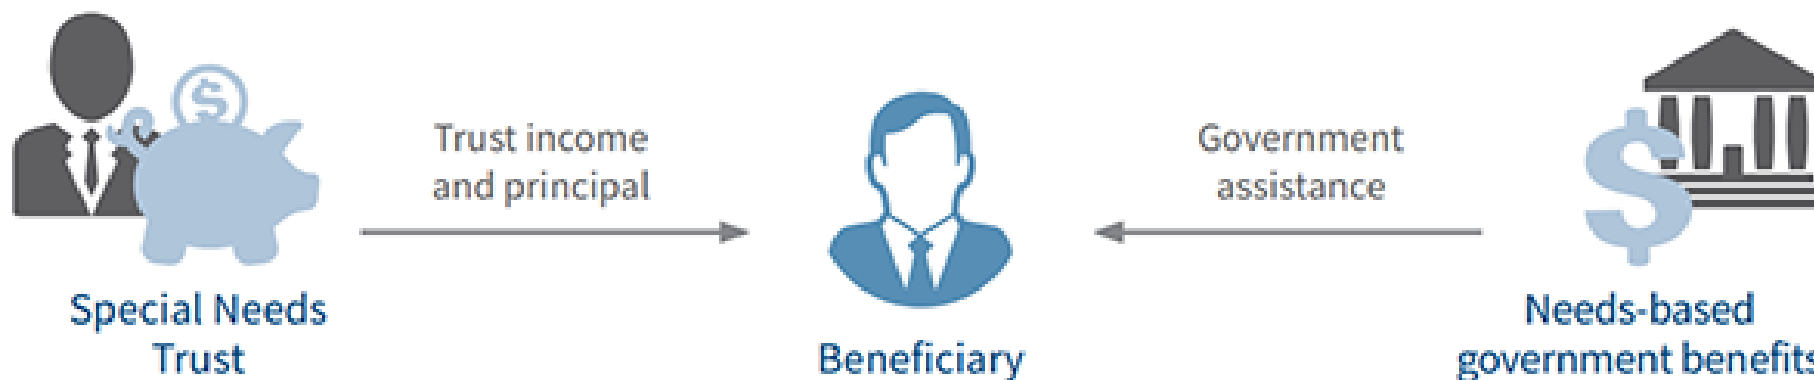 $
Trust income
and principal
Government
assistance
$
Special Needs
Trust
Beneficiary
Needs-based
government benefits